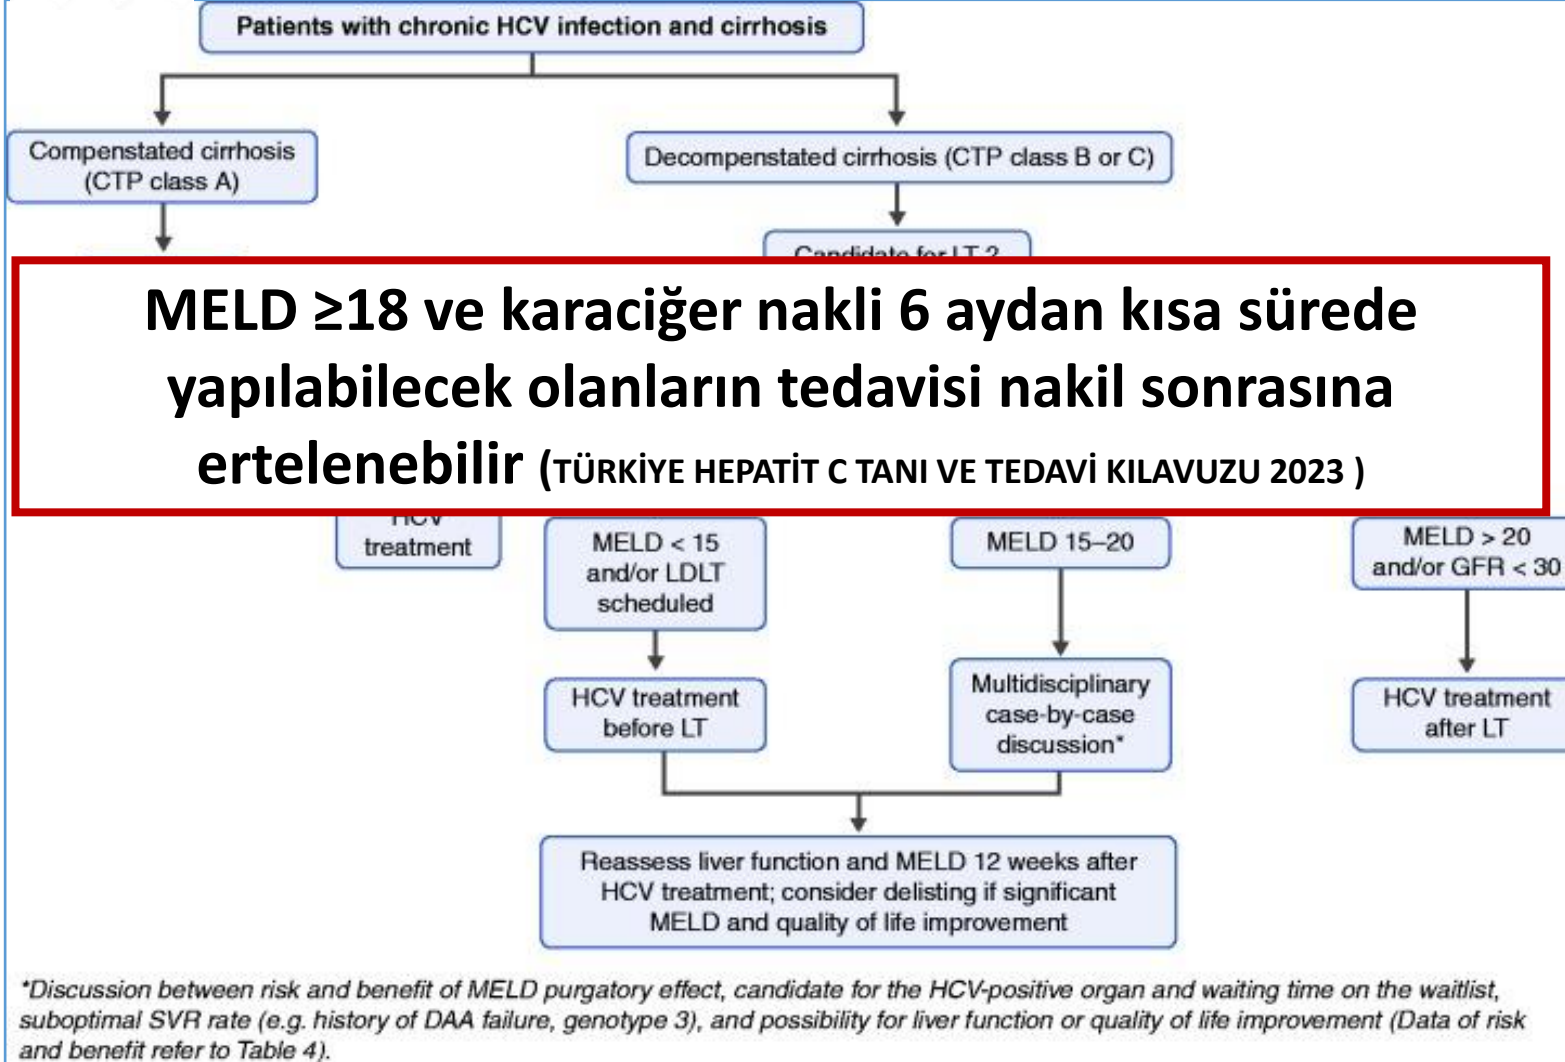 Patients with chronic HCV infection and cirrhosis
Compenstated cirrhosis
(CTP class A)
Decompenstated cirrhosis (CTP class B or C)
Candidate for LT ?
MELD ≥18 ve karaciğer nakli 6 aydan kısa sürede
yapılabilecek olanların tedavisi nakil sonrasına
ertelenebilir (TÜRKİYE HEPATİT C TANI VE TEDAVİ KILAVUZU 2023 )
HCV
treatment
MELD < 15
and/or LDLT
scheduled
MELD 15–20
MELD > 20
and/or GFR < 30
HCV treatment
before LT
Multidisciplinary
case-by-case
discussion*
HCV treatment
after LT
Reassess liver function and MELD 12 weeks after
HCV treatment; consider delisting if significant
MELD and quality of life improvement
*Discussion between risk and benefit of MELD purgatory effect, candidate for the HCV-positive organ and waiting time on the waitlist,
suboptimal SVR rate (e.g. history of DAA failure, genotype 3), and possibility for liver function or quality of life improvement (Data of risk
and benefit refer to Table 4).